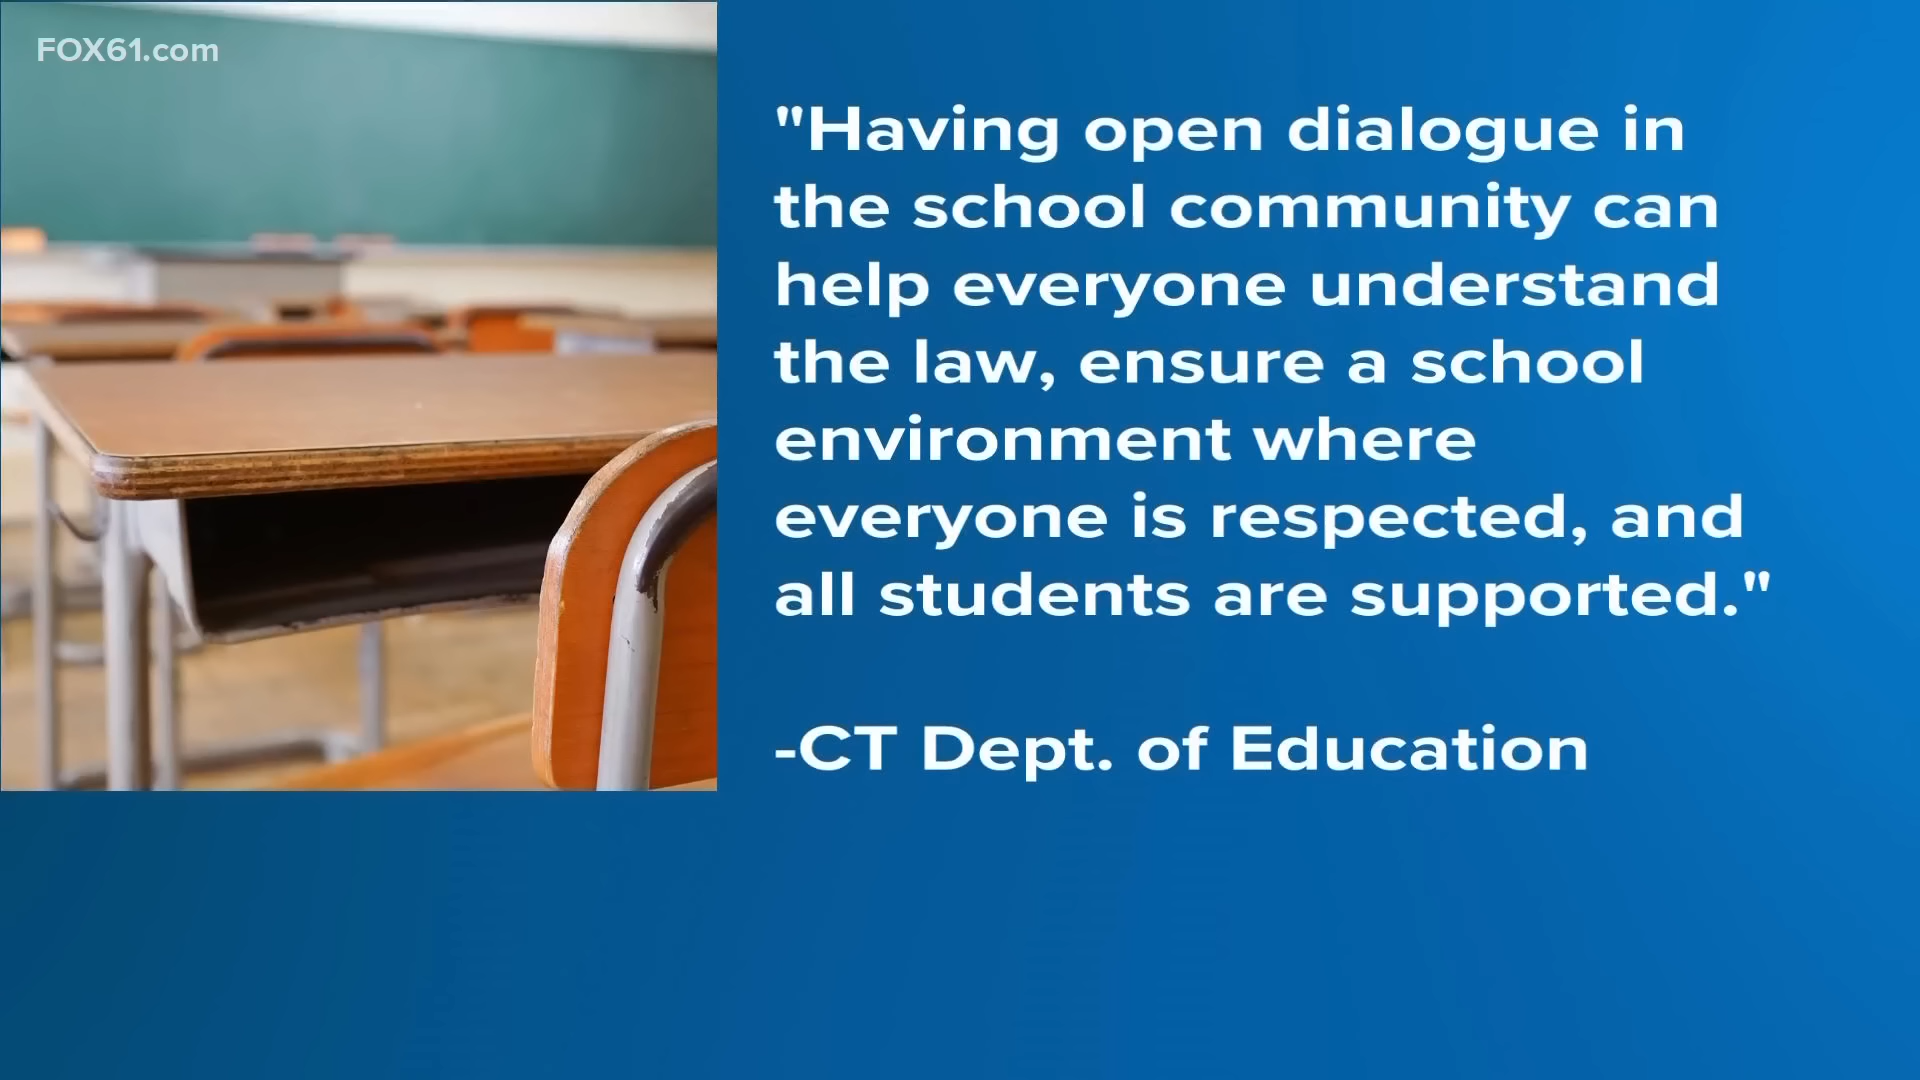 FOX61.com
"Having open dialogue in
the school community can
help everyone understand
the law, ensure a school
environment where
everyone is respected, and
all students are supported."
-CT Dept. of Education